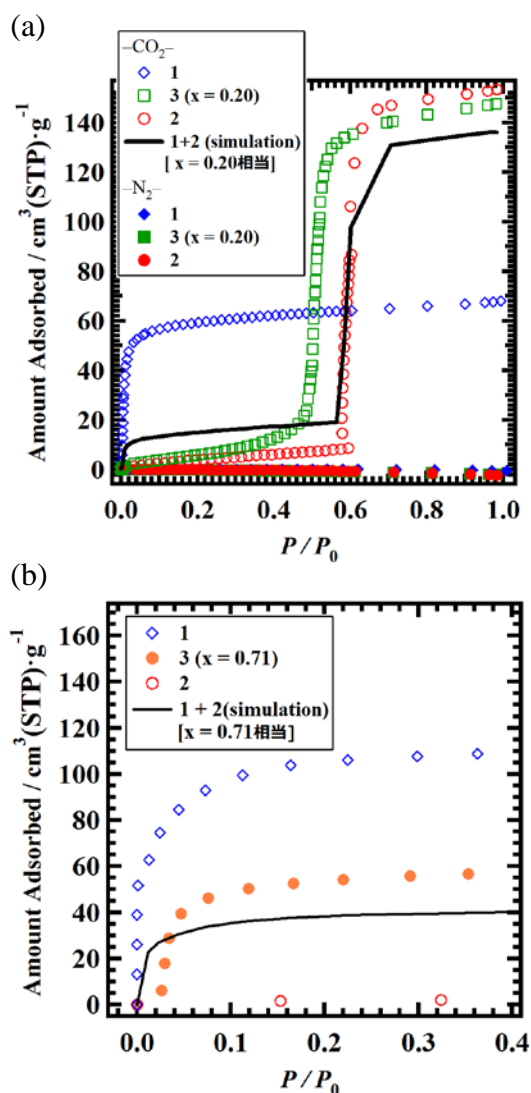 (a)
–CO₂–
1
3 (x = 0.20)
2
1+2 (simulation)
[ x = 0.20相当]
–N₂–
1
3 (x = 0.20)
2
140
120
100
80
60
40
20
0
Amount Adsorbed / cm³(STP)·g⁻¹
0.0 0.2 0.4 0.6 0.8 1.0
P / P₀
(b)
1
3 (x = 0.71)
2
1 + 2(simulation)
[x = 0.71相当]
160
140
120
100
80
60
40
20
0
Amount Adsorbed / cm³(STP)·g⁻¹
0.0 0.1 0.2 0.3 0.4
P / P₀